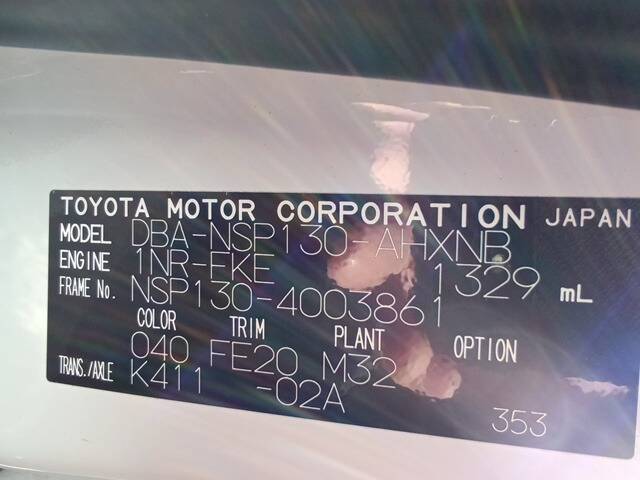 TOYOTA MOTOR CORPORATION JAPAN
MODEL DBA-NSP130-AHXNB
ENGINE 1NR-FKE 1329 mL
FRAME No. NSP130-4003861
COLOR TRIM PLANT OPTION
040 FE20 M32
TRANS./AXLE K411 -02A
353